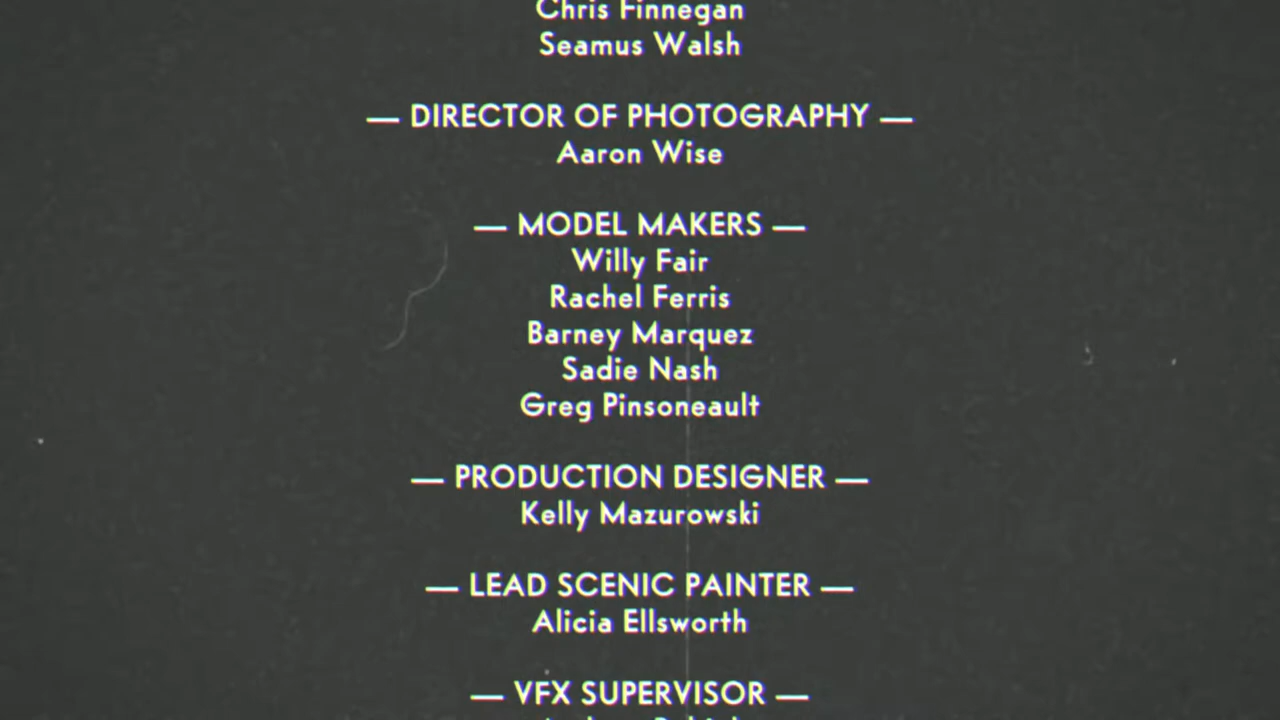 Chris Finnegan
Seamus Walsh
— DIRECTOR OF PHOTOGRAPHY —
Aaron Wise
— MODEL MAKERS —
Willy Fair
Rachel Ferris
Barney Marquez
Sadie Nash
Greg Pinsoneault
— PRODUCTION DESIGNER —
Kelly Mazurowski
— LEAD SCENIC PAINTER —
Alicia Ellsworth
— VFX SUPERVISOR —